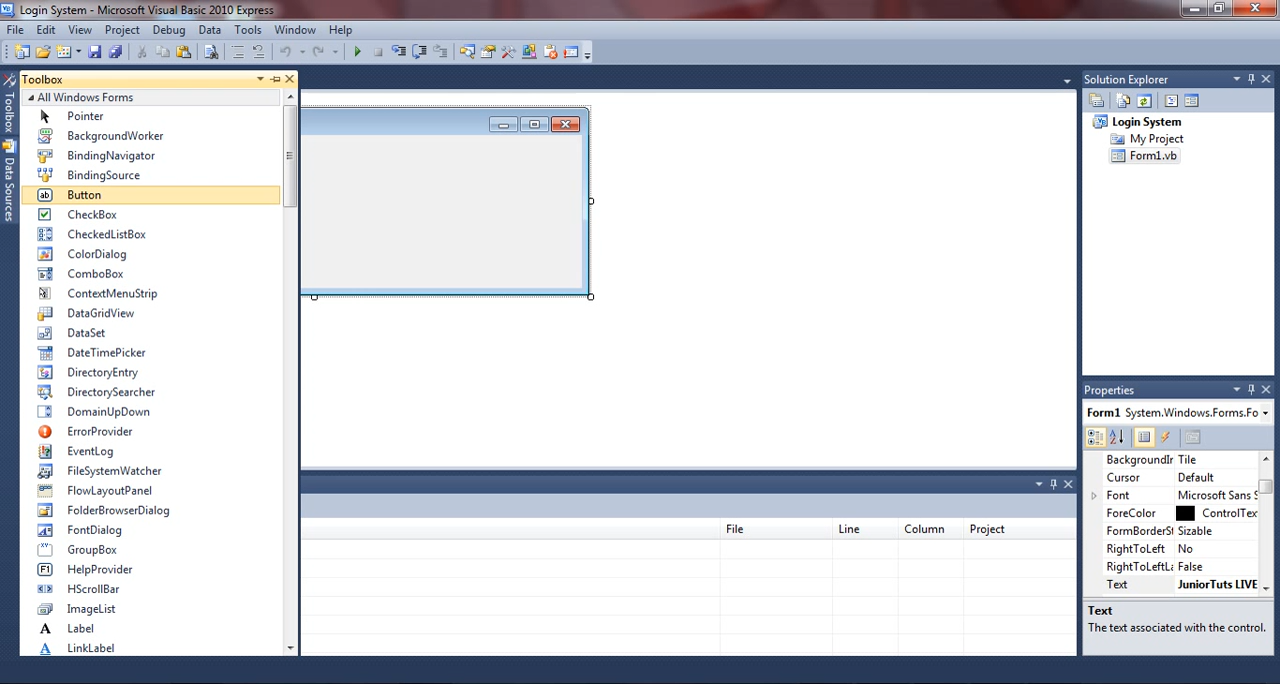 Login System - Microsoft Visual Basic 2010 Express
File Edit View Project Debug Data Tools Window Help
Toolbox
Data Sources
Toolbox
All Windows Forms
Pointer
BackgroundWorker
BindingNavigator
BindingSource
Button
CheckBox
CheckedListBox
ColorDialog
ComboBox
ContextMenuStrip
DataGridView
DataSet
DateTimePicker
DirectoryEntry
DirectorySearcher
DomainUpDown
ErrorProvider
EventLog
FileSystemWatcher
FlowLayoutPanel
FolderBrowserDialog
FontDialog
GroupBox
HelpProvider
HScrollBar
ImageList
Label
LinkLabel
File Line Column Project
Solution Explorer
Login System
My Project
Form1.vb
Properties
Form1 System.Windows.Forms.Fo
BackgroundIr Tile
Cursor Default
Font Microsoft Sans S
ForeColor ControlTex
FormBorderSt Sizable
RightToLeft No
RightToLeftLa False
Text JuniorTuts LIVE
Text
The text associated with the control.